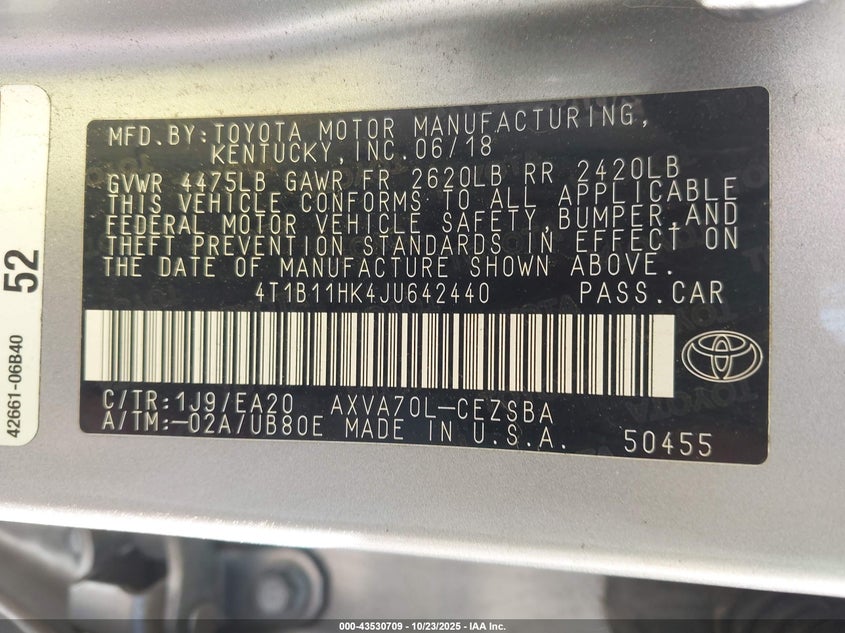 MFD. BY: TOYOTA MOTOR MANUFACTURING,
KENTUCKY, INC. 06/18
GVWR 4475LB GAWR FR 2620LB RR 2420LB
THIS VEHICLE CONFORMS TO ALL APPLICABLE
FEDERAL MOTOR VEHICLE SAFETY, BUMPER, AND
THEFT PREVENTION STANDARDS IN EFFECT ON
THE DATE OF MANUFACTURE SHOWN ABOVE.
4T1B11HK4JU642440 PASS. CAR
C/TR: 1J9/EA20 AXVA70L-CEZSBA
A/TM: -02A/UB80E MADE IN U.S.A. 50455
52
42661-06B40
000-43530709 - 10/23/2025 - IAA Inc.